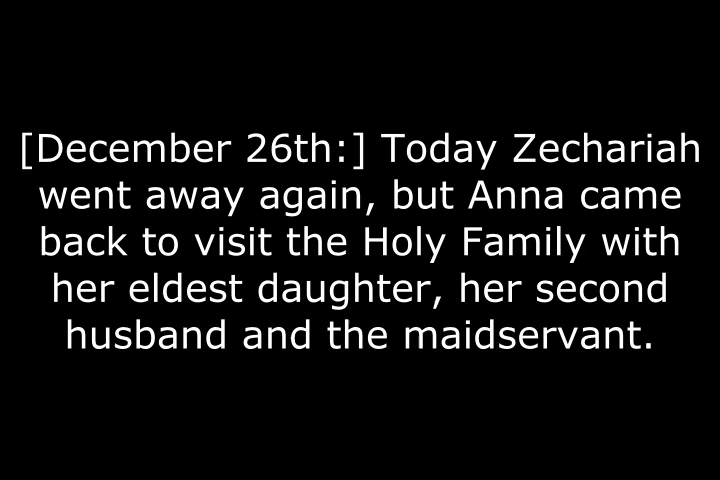 [December 26th:] Today Zechariah
went away again, but Anna came
back to visit the Holy Family with
her eldest daughter, her second
husband and the maidservant.